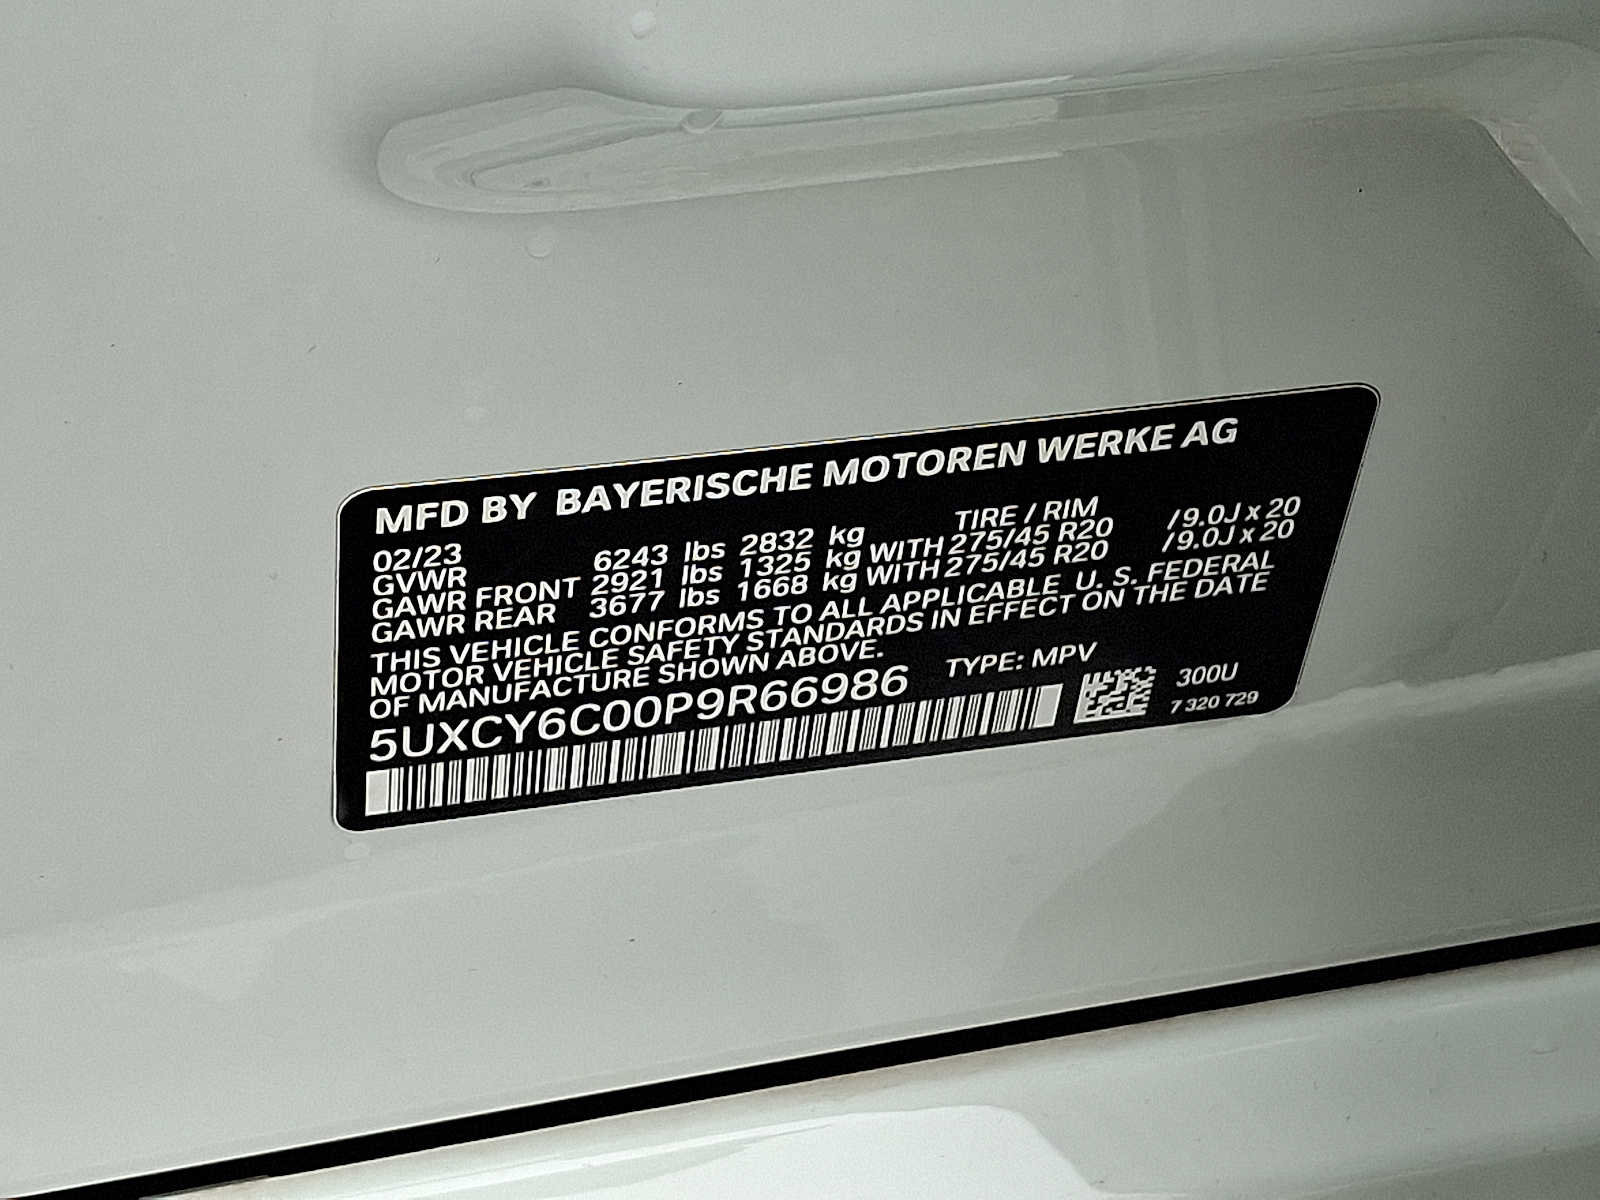 MFD BY BAYERISCHE MOTOREN WERKE AG
02/23 TIRE / RIM
GVWR 6243 lbs 2832 kg
GAWR FRONT 2921 lbs 1325 kg WITH 275/45 R20 / 9.0J x 20
GAWR REAR 3677 lbs 1668 kg WITH 275/45 R20 / 9.0J x 20
THIS VEHICLE CONFORMS TO ALL APPLICABLE U. S. FEDERAL
MOTOR VEHICLE SAFETY STANDARDS IN EFFECT ON THE DATE
OF MANUFACTURE SHOWN ABOVE.
5UXCY6C00P9R66986 TYPE: MPV
300U
7 320 729